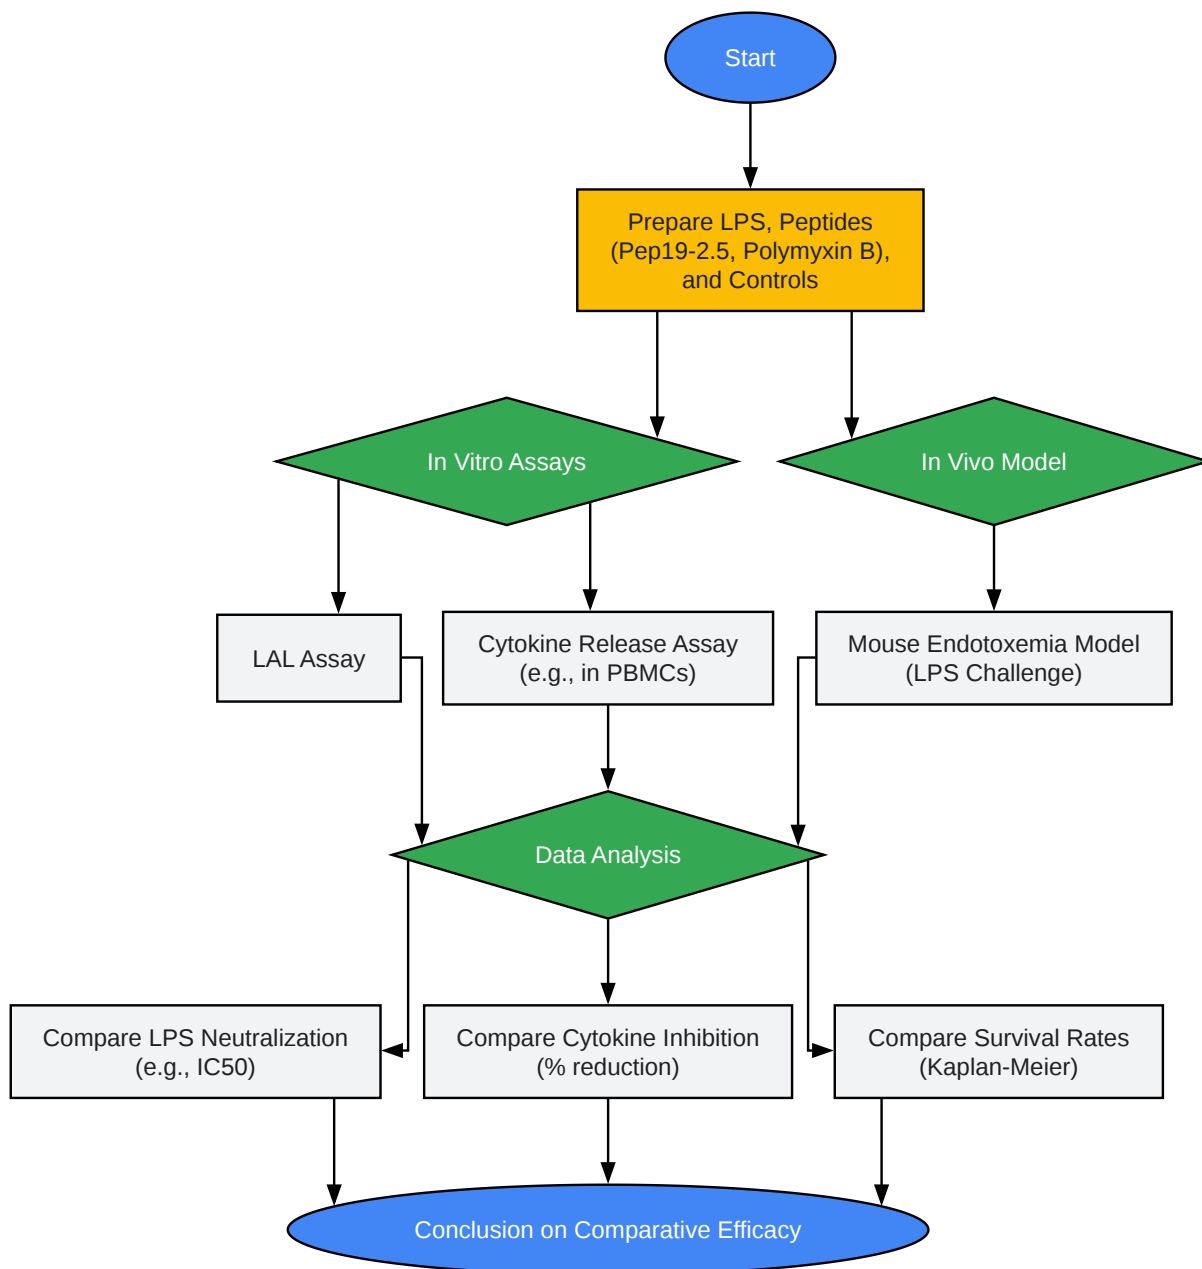 Start
Prepare LPS, Peptides
(Pep19-2.5, Polymyxin B),
and Controls
In Vitro Assays
In Vivo Model
LAL Assay
Cytokine Release Assay
(e.g., in PBMCs)
Mouse Endotoxemia Model
(LPS Challenge)
Data Analysis
Compare LPS Neutralization
(e.g., IC50)
Compare Cytokine Inhibition
(% reduction)
Compare Survival Rates
(Kaplan-Meier)
Conclusion on Comparative Efficacy